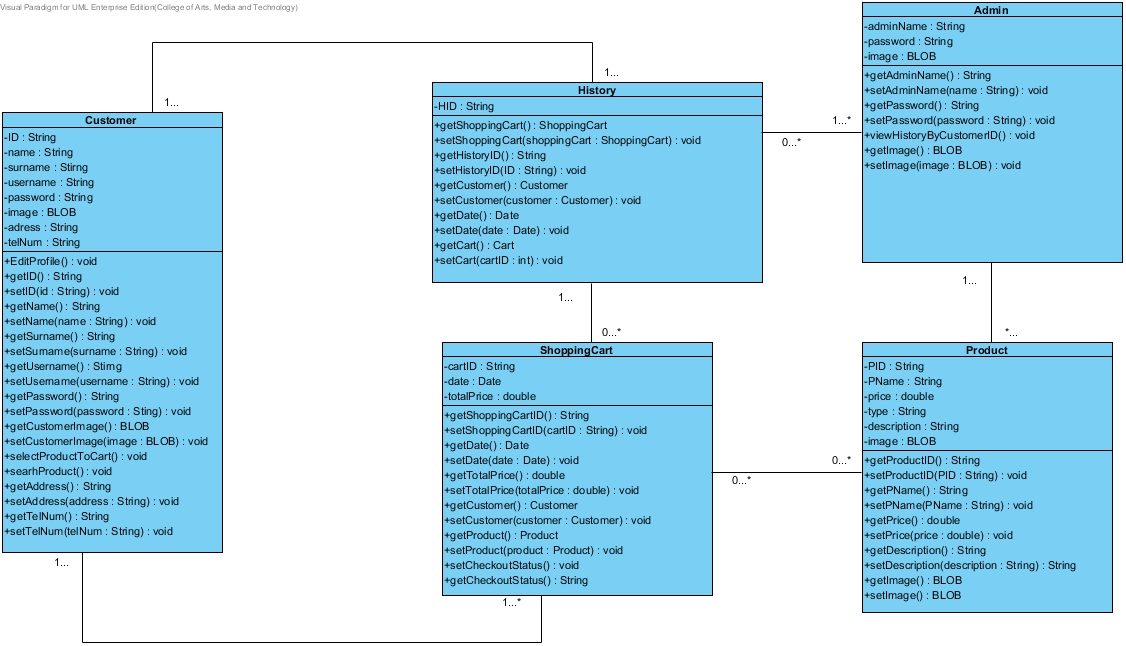 Visual Paradigm for UML Enterprise Edition(College of Arts, Media and Technology)
Customer
-ID : String
-name : String
-surname : Stirng
-username : String
-password : String
-image : BLOB
-adress : String
-telNum : String
+EditProfile() : void
+getID() : String
+setID(id : String) : void
+getName() : String
+setName(name : String) : void
+getSurname() : String
+setSurname(surname : String) : void
+getUsername() : Stirng
+setUsername(username : String) : void
+getPassword() : String
+setPassword(password : Sting) : void
+getCustomerImage() : BLOB
+setCustomerImage(image : BLOB) : void
+selectProductToCart() : void
+searhProduct() : void
+getAddress() : String
+setAddress(address : String) : void
+getTelNum() : String
+setTelNum(telNum : String) : void
1...
1...
1...
History
-HID : String
+getShoppingCart() : ShoppingCart
+setShoppingCart(shoppingCart : ShoppingCart) : void
+getHistoryID() : String
+setHistoryID(ID : String) : void
+getCustomer() : Customer
+setCustomer(customer : Customer) : void
+getDate() : Date
+setDate(date : Date) : void
+getCart() : Cart
+setCart(cartID : int) : void
1...*
0...*
1...
0...*
Admin
-adminName : String
-password : String
-image : BLOB
+getAdminName() : String
+setAdminName(name : String) : void
+getPassword() : String
+setPassword(password : String) : void
+viewHistoryByCustomerID() : void
+getImage() : BLOB
+setImage(image : BLOB) : void
1...
*...
ShoppingCart
-cartID : String
-date : Date
-totalPrice : double
+getShoppingCartID() : String
+setShoppingCartID(cartID : String) : void
+getDate() : Date
+setDate(date : Date) : void
+getTotalPrice() : double
+setTotalPrice(totalPrice : double) : void
+getCustomer() : Customer
+setCustomer(customer : Customer) : void
+getProduct() : Product
+setProduct(product : Product) : void
+setCheckoutStatus() : void
+getCheckoutStatus() : String
1...*
0...*
0...*
Product
-PID : String
-PName : String
-price : double
-type : String
-description : String
-image : BLOB
+getProductID() : String
+setProductID(PID : String) : void
+getPName() : String
+setPName(PName : String) : void
+getPrice() : double
+setPrice(price : double) : void
+getDescription() : String
+setDescription(description : String) : String
+getImage() : BLOB
+setImage() : BLOB